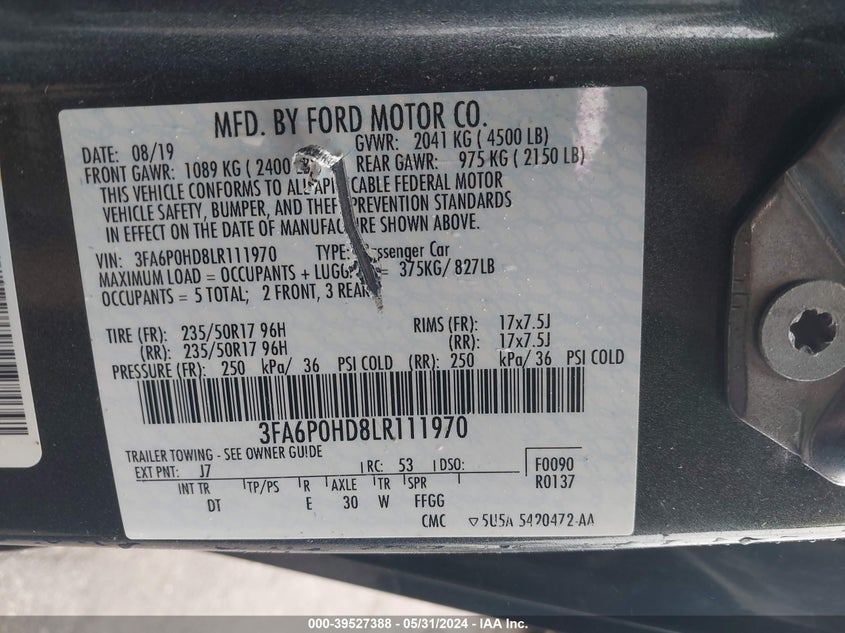 MFD. BY FORD MOTOR CO.
DATE: 08/19 GVWR: 2041 KG ( 4500 LB)
FRONT GAWR: 1089 KG ( 2400 REAR GAWR: 975 KG ( 2150 LB)
THIS VEHICLE CONFORMS TO ALL APPLICABLE FEDERAL MOTOR
VEHICLE SAFETY, BUMPER, AND THEFT PREVENTION STANDARDS
IN EFFECT ON THE DATE OF MANUFACTURE SHOWN ABOVE.
VIN: 3FA6P0HD8LR111970 TYPE: Passenger Car
MAXIMUM LOAD = OCCUPANTS + LUGGAGE = 375KG/ 827LB
OCCUPANTS = 5 TOTAL; 2 FRONT, 3 REAR
TIRE (FR): 235/50R17 96H RIMS (FR): 17x7.5J
(RR): 235/50R17 96H (RR): 17x7.5J
PRESSURE (FR): 250 kPa/ 36 PSI COLD (RR): 250 kPa/ 36 PSI COLD
3FA6P0HD8LR111970
TRAILER TOWING - SEE OWNER GUIDE
EXT PNT: J7 RC: 53 DSO: F0090
R0137
INT TR TP/PS R AXLE TR SPR
DT E 30 W FFGG
CMC ▽5U5A 5420472-AA
000-39527388 - 05/31/2024 - IAA Inc.